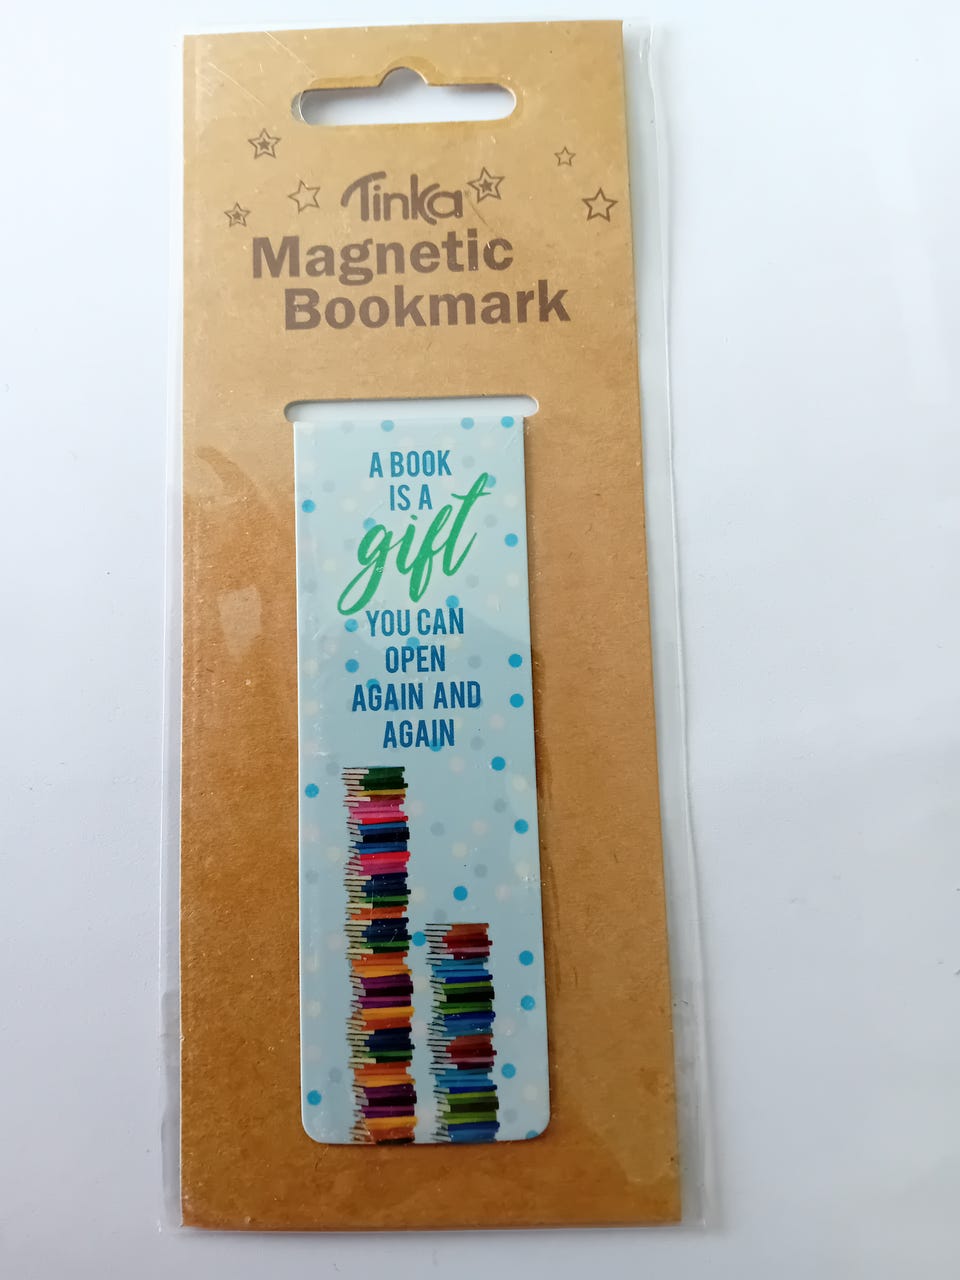 Tinka®
Magnetic
Bookmark
A BOOK
IS A
gift
YOU CAN
OPEN
AGAIN AND
AGAIN